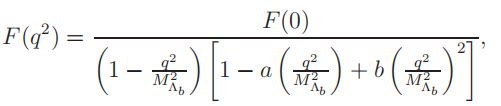 $F(q^2) = \frac{F(0)}{\left(1 - \frac{q^2}{M_{\Lambda_b}^2}\right)\left[1 - a\left(\frac{q^2}{M_{\Lambda_b}^2}\right) + b\left(\frac{q^2}{M_{\Lambda_b}^2}\right)^2\right]},$